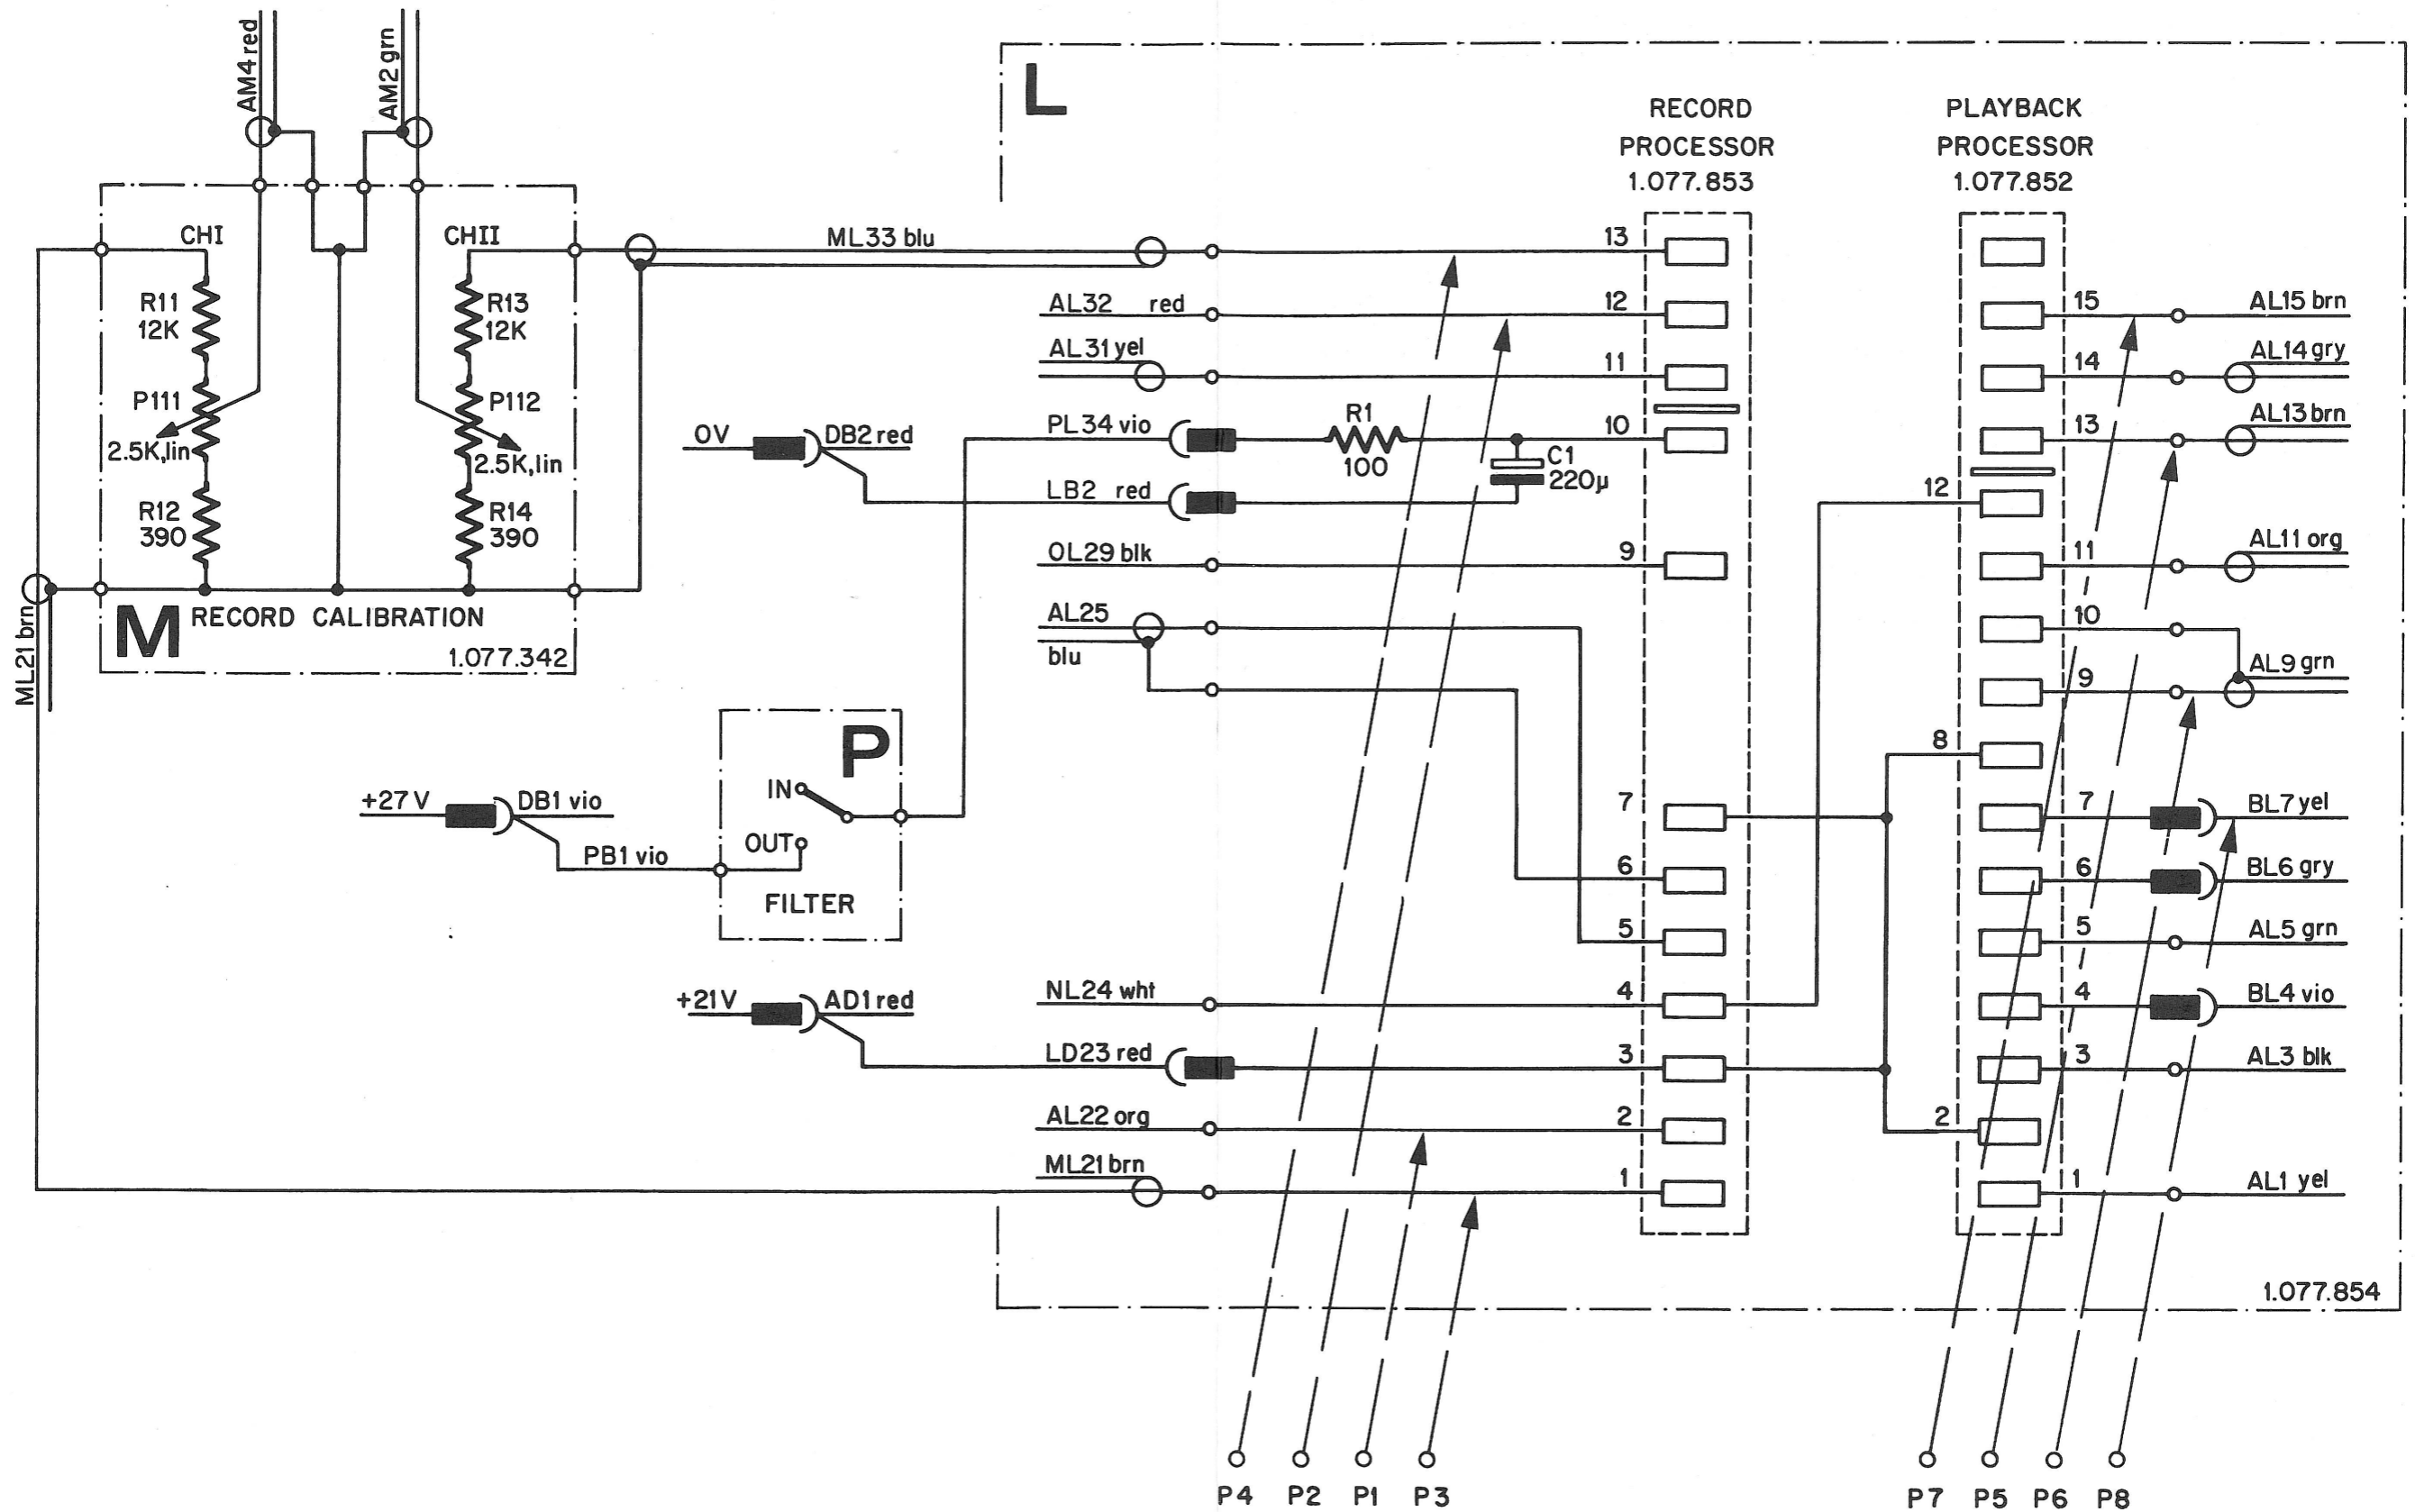 AM4 red
AM2 grn
L
RECORD
PROCESSOR
1.077.853
PLAYBACK
PROCESSOR
1.077.852
CHI
CHII
R11
12K
R13
12K
P111
2.5K,lin
P112
2.5K,lin
R12
390
R14
390
M
RECORD CALIBRATION
1.077.342
ML21 brn
ML33 blu
13
AL32 red
12
AL31 yel
11
0V
DB2 red
PL34 vio
R1
100
10
C1
220µ
LB2 red
OL29 blk
9
AL25
blu
P
IN
OUT
FILTER
+27V
DB1 vio
PB1 vio
7
6
5
+21V
AD1 red
NL24 wht
4
LD23 red
3
AL22 org
2
ML21 brn
1
15
AL15 brn
14
AL14 gry
13
AL13 brn
12
11
AL11 org
10
9
AL9 grn
8
7
BL7 yel
6
BL6 gry
5
AL5 grn
4
BL4 vio
3
AL3 blk
2
1
AL1 yel
1.077.854
P4 P2 P1 P3
P7 P5 P6 P8